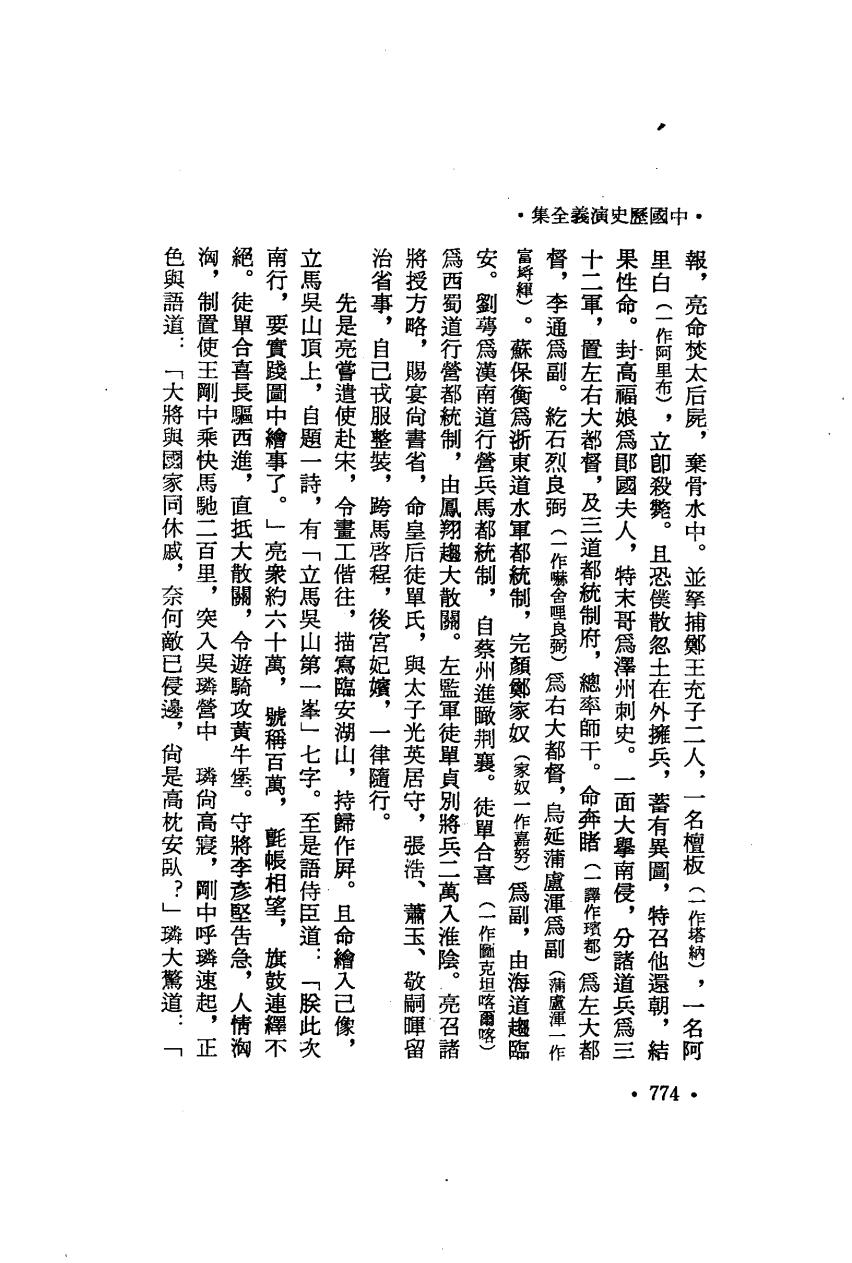 •中國歷史演義全集•
報，亮命焚太后屍，棄骨水中。並拏捕鄭王充子二人，一名檀板（一作塔納），一名阿
里白（一作阿里布），立卽殺斃。且恐僕散忽土在外擁兵，蓄有異圖，特召他還朝，結
果性命。封高福娘爲鄖國夫人，特末哥爲澤州刺史。一面大舉南侵，分諸道兵爲三
十二軍，置左右大都督，及三道都統制府，總率師干。命奔睹（一譯作瓊都）爲左大都
督，李通爲副。紇石烈良弼（一作嚇舍哩良弼）爲右大都督，烏延蒲盧渾爲副（蒲盧渾一作
富埒琿）。蘇保衡爲浙東道水軍都統制，完顏鄭家奴（家奴一作嘉努）爲副，由海道趨臨
安。劉萼爲漢南道行營兵馬都統制，自蔡州進瞰荆襄。徒單合喜（一作圖克坦喀爾喀）
爲西蜀道行營都統制，由鳳翔趨大散關。左監軍徒單貞別將兵二萬入淮陰。亮召諸
將授方略，賜宴尙書省，命皇后徒單氏，與太子光英居守，張浩、蕭玉、敬嗣暉留
治省事，自己戎服整裝，跨馬啓程，後宮妃嬪，一律隨行。
先是亮嘗遣使赴宋，令畫工偕往，描寫臨安湖山，持歸作屛。且命繪入己像，
立馬吳山頂上，自題一詩，有「立馬吳山第一峯」七字。至是語侍臣道：「朕此次
南行，要實踐圖中繪事了。」亮衆約六十萬，號稱百萬，氈帳相望，旗鼓連繹不
絕。徒單合喜長驅西進，直抵大散關，令遊騎攻黃牛堡。守將李彥堅吿急，人情洶
洶，制置使王剛中乘快馬馳二百里，突入吳璘營中　璘尙高寢，剛中呼璘速起，正
色與語道：「大將與國家同休戚，奈何敵已侵邊，尙是高枕安臥？」璘大驚道：「
•774•